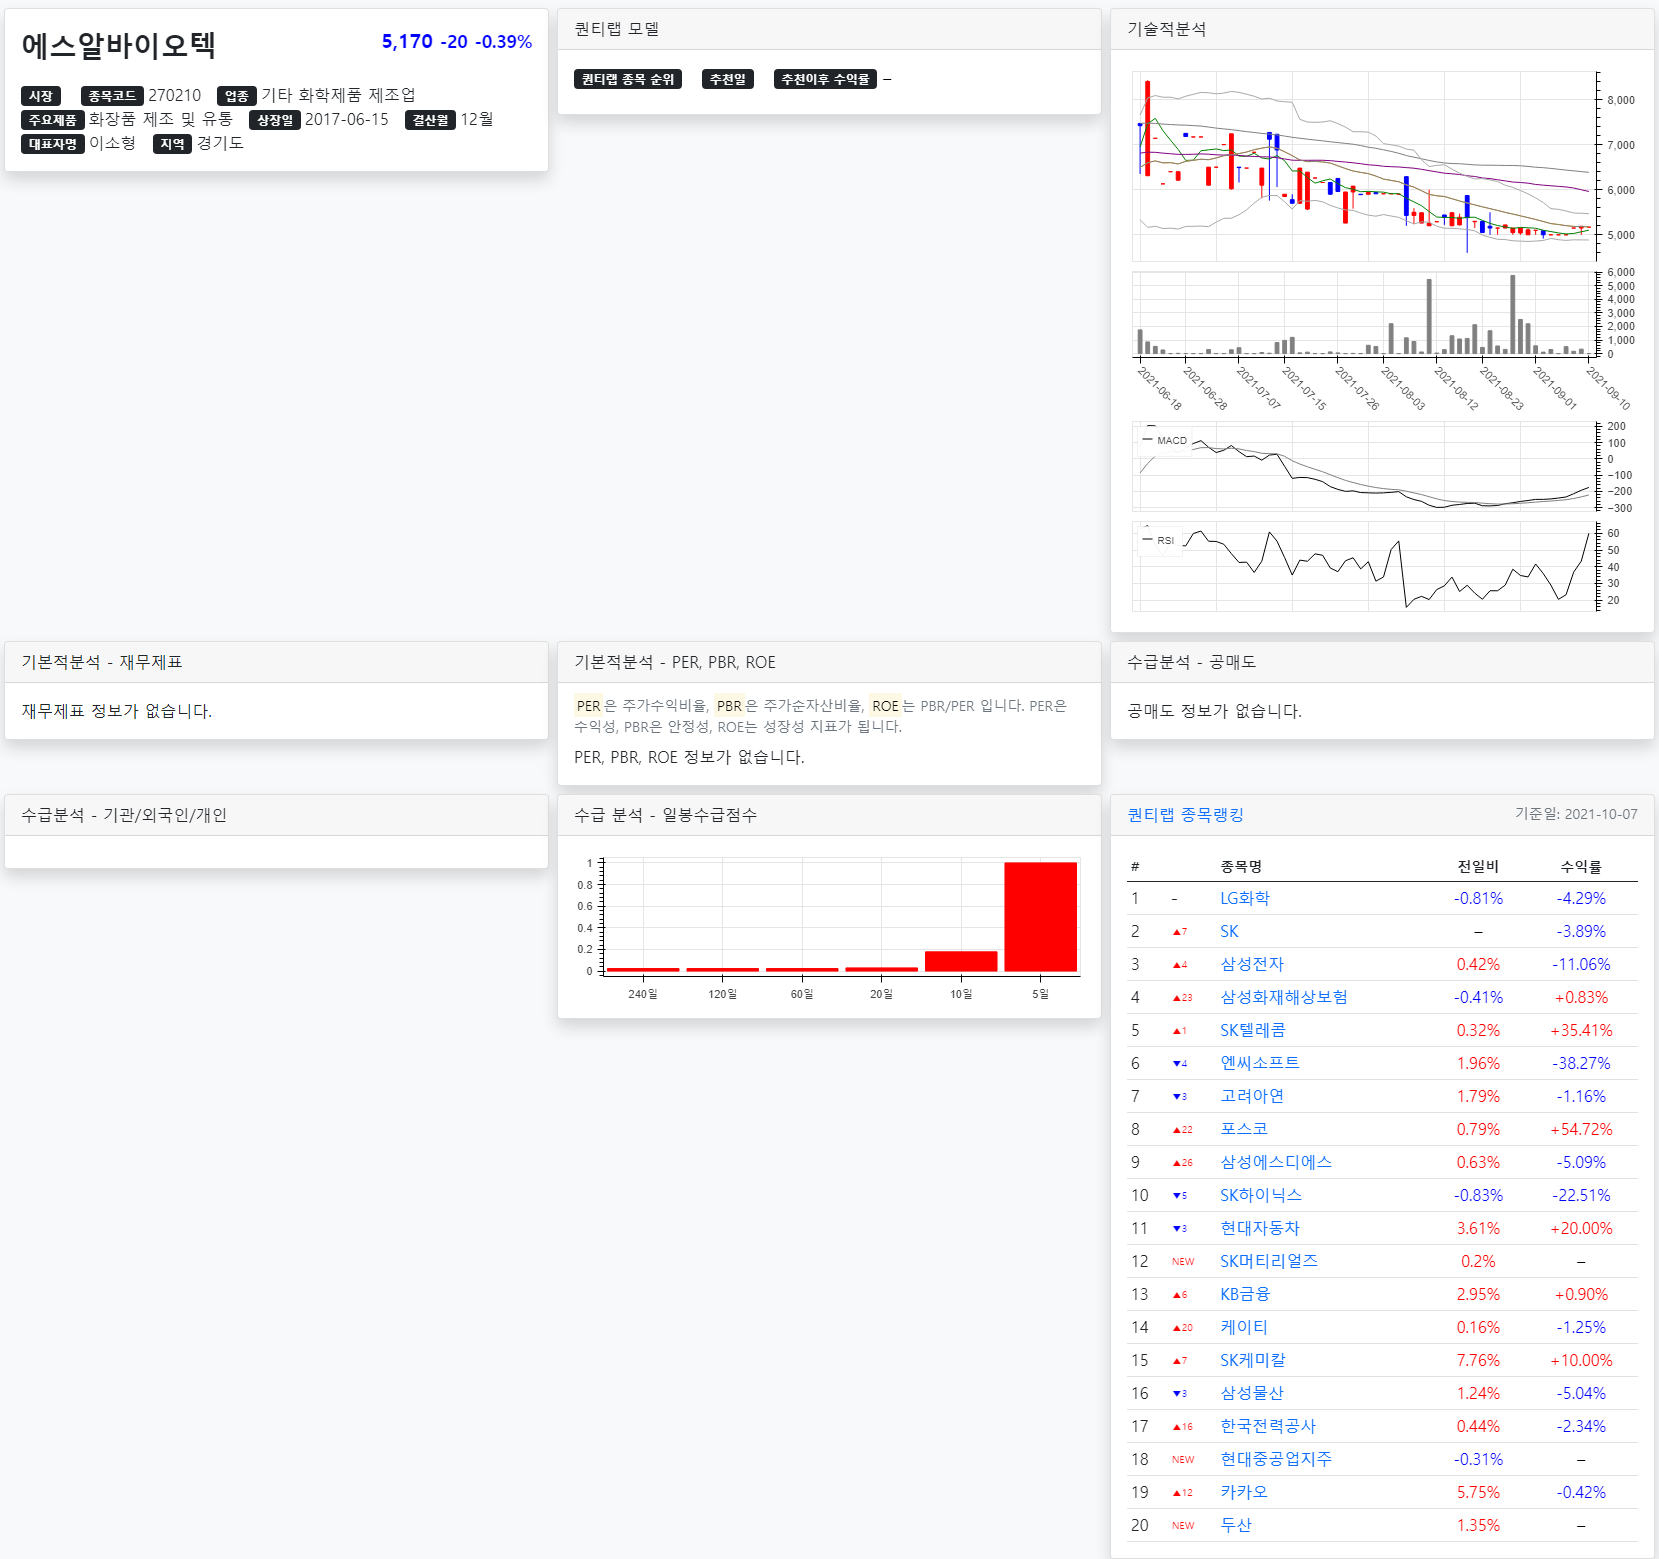 에스알바이오텍
5,170 -20 -0.39%
시장 종목코드 270210 업종 기타 화학제품 제조업
주요제품 화장품 제조 및 유통 상장일 2017-06-15 결산월 12월
대표자명 이소형 지역 경기도
퀀티랩 모델
퀀티랩 종목 순위 추천일 추천이후 수익률 –
기술적분석
8,000
7,000
6,000
5,000
6,000
5,000
4,000
3,000
2,000
1,000
0
2021-06-18
2021-06-28
2021-07-07
2021-07-15
2021-07-26
2021-08-03
2021-08-12
2021-08-23
2021-09-01
2021-09-10
MACD
200
100
0
−100
−200
−300
RSI
60
50
40
30
20
기본적분석 - 재무제표
재무제표 정보가 없습니다.
기본적분석 - PER, PBR, ROE
PER은 주가수익비율, PBR은 주가순자산비율, ROE는 PBR/PER 입니다. PER은
수익성, PBR은 안정성, ROE는 성장성 지표가 됩니다.
PER, PBR, ROE 정보가 없습니다.
수급분석 - 공매도
공매도 정보가 없습니다.
수급분석 - 기관/외국인/개인
수급 분석 - 일봉수급점수
1
0.8
0.6
0.4
0.2
0
240일 120일 60일 20일 10일 5일
퀀티랩 종목랭킹 기준일: 2021-10-07
# 종목명 전일비 수익률
1 - LG화학 -0.81% -4.29%
2 ▲7 SK – -3.89%
3 ▲4 삼성전자 0.42% -11.06%
4 ▲23 삼성화재해상보험 -0.41% +0.83%
5 ▲1 SK텔레콤 0.32% +35.41%
6 ▼4 엔씨소프트 1.96% -38.27%
7 ▼3 고려아연 1.79% -1.16%
8 ▲22 포스코 0.79% +54.72%
9 ▲26 삼성에스디에스 0.63% -5.09%
10 ▼5 SK하이닉스 -0.83% -22.51%
11 ▼3 현대자동차 3.61% +20.00%
12 NEW SK머티리얼즈 0.2% –
13 ▲6 KB금융 2.95% +0.90%
14 ▲20 케이티 0.16% -1.25%
15 ▲7 SK케미칼 7.76% +10.00%
16 ▼3 삼성물산 1.24% -5.04%
17 ▲16 한국전력공사 0.44% -2.34%
18 NEW 현대중공업지주 -0.31% –
19 ▲12 카카오 5.75% -0.42%
20 NEW 두산 1.35% –